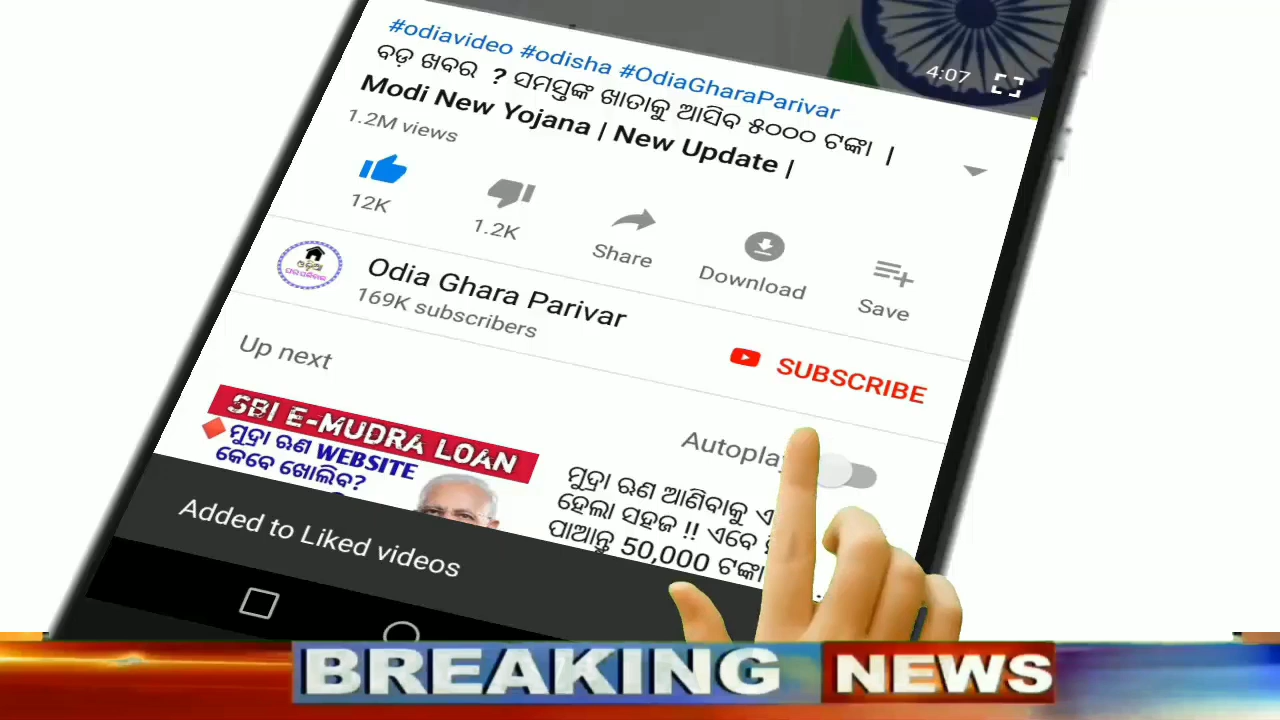 4:07
#odiavideo #odisha #OdiaGharaParivar
ବଡ଼ ଖବର ? ସମସ୍ତଙ୍କ ଖାତାକୁ ଆସିବ ୫୦୦୦ ଟଙ୍କା |
Modi New Yojana | New Update |
1.2M views
12K
1.2K
Share
Download
Save
Odia Ghara Parivar
169K subscribers
SUBSCRIBE
Up next
Autoplay
SBI E-MUDRA LOAN
ମୁଦ୍ରା ଋଣ WEBSITE
କେବେ ଖୋଲିବ?
ମୁଦ୍ରା ଋଣ ଆଣିବାକୁ
ହେଲା ସହଜ !! ଏବେ
ପାଆନ୍ତୁ 50,000 ଟଙ୍କା
Added to Liked videos
BREAKING NEWS